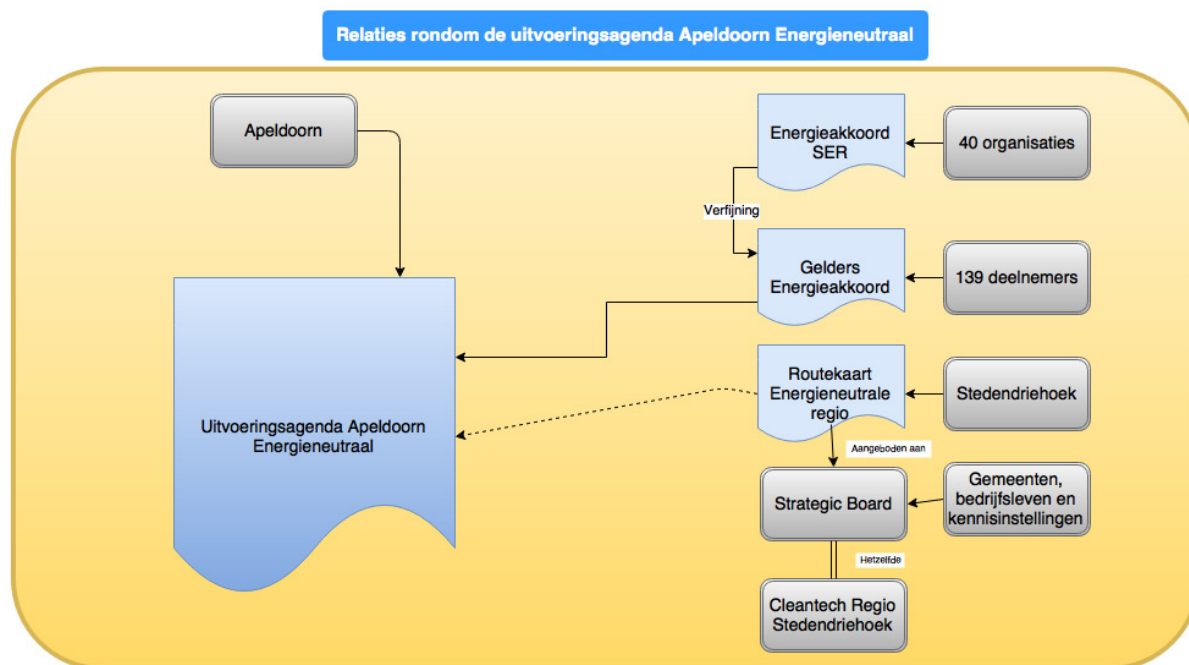 Relaties rondom de uitvoeringsagenda Apeldoorn Energieneutraal
Apeldoorn
Energieakkoord
SER
40 organisaties
Verfijning
Gelders
Energieakkoord
139 deelnemers
Routekaart
Energieneutrale
regio
Stedendriehoek
Uitvoeringsagenda Apeldoorn
Energieneutraal
Aangeboden aan
Strategic Board
Gemeenten,
bedrijfsleven en
kennisinstellingen
Hetzelfde
Cleantech Regio
Stedendriehoek